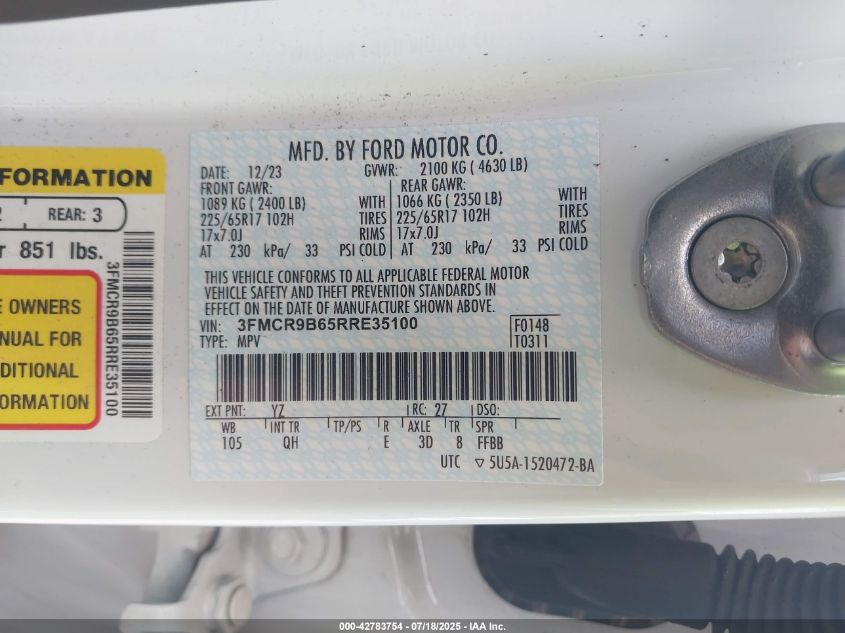 FORMATION
REAR: 3
851 lbs.
OWNERS
NUAL FOR
DITIONAL
FORMATION
3FMCR9B65RRE35100
MFD. BY FORD MOTOR CO.
DATE: 12/23 GVWR: 2100 KG ( 4630 LB)
FRONT GAWR: REAR GAWR:
1089 KG ( 2400 LB) WITH 1066 KG ( 2350 LB) WITH
225/65R17 102H TIRES 225/65R17 102H TIRES
17x7.0J RIMS 17x7.0J RIMS
AT 230 kPa/ 33 PSI COLD AT 230 kPa/ 33 PSI COLD
THIS VEHICLE CONFORMS TO ALL APPLICABLE FEDERAL MOTOR
VEHICLE SAFETY AND THEFT PREVENTION STANDARDS IN
EFFECT ON THE DATE OF MANUFACTURE SHOWN ABOVE.
VIN: 3FMCR9B65RRE35100 F0148
TYPE: MPV T0311
EXT PNT: YZ RC: 27 DSO:
WB INT TR TP/PS R AXLE TR SPR
105 QH E 3D 8 FFBB
UTC ▽ 5U5A-1520472-BA
000-42783754 - 07/18/2025 - IAA Inc.